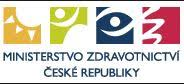 MINISTERSTVO ZDRAVOTNICTVÍ
ČESKÉ REPUBLIKY